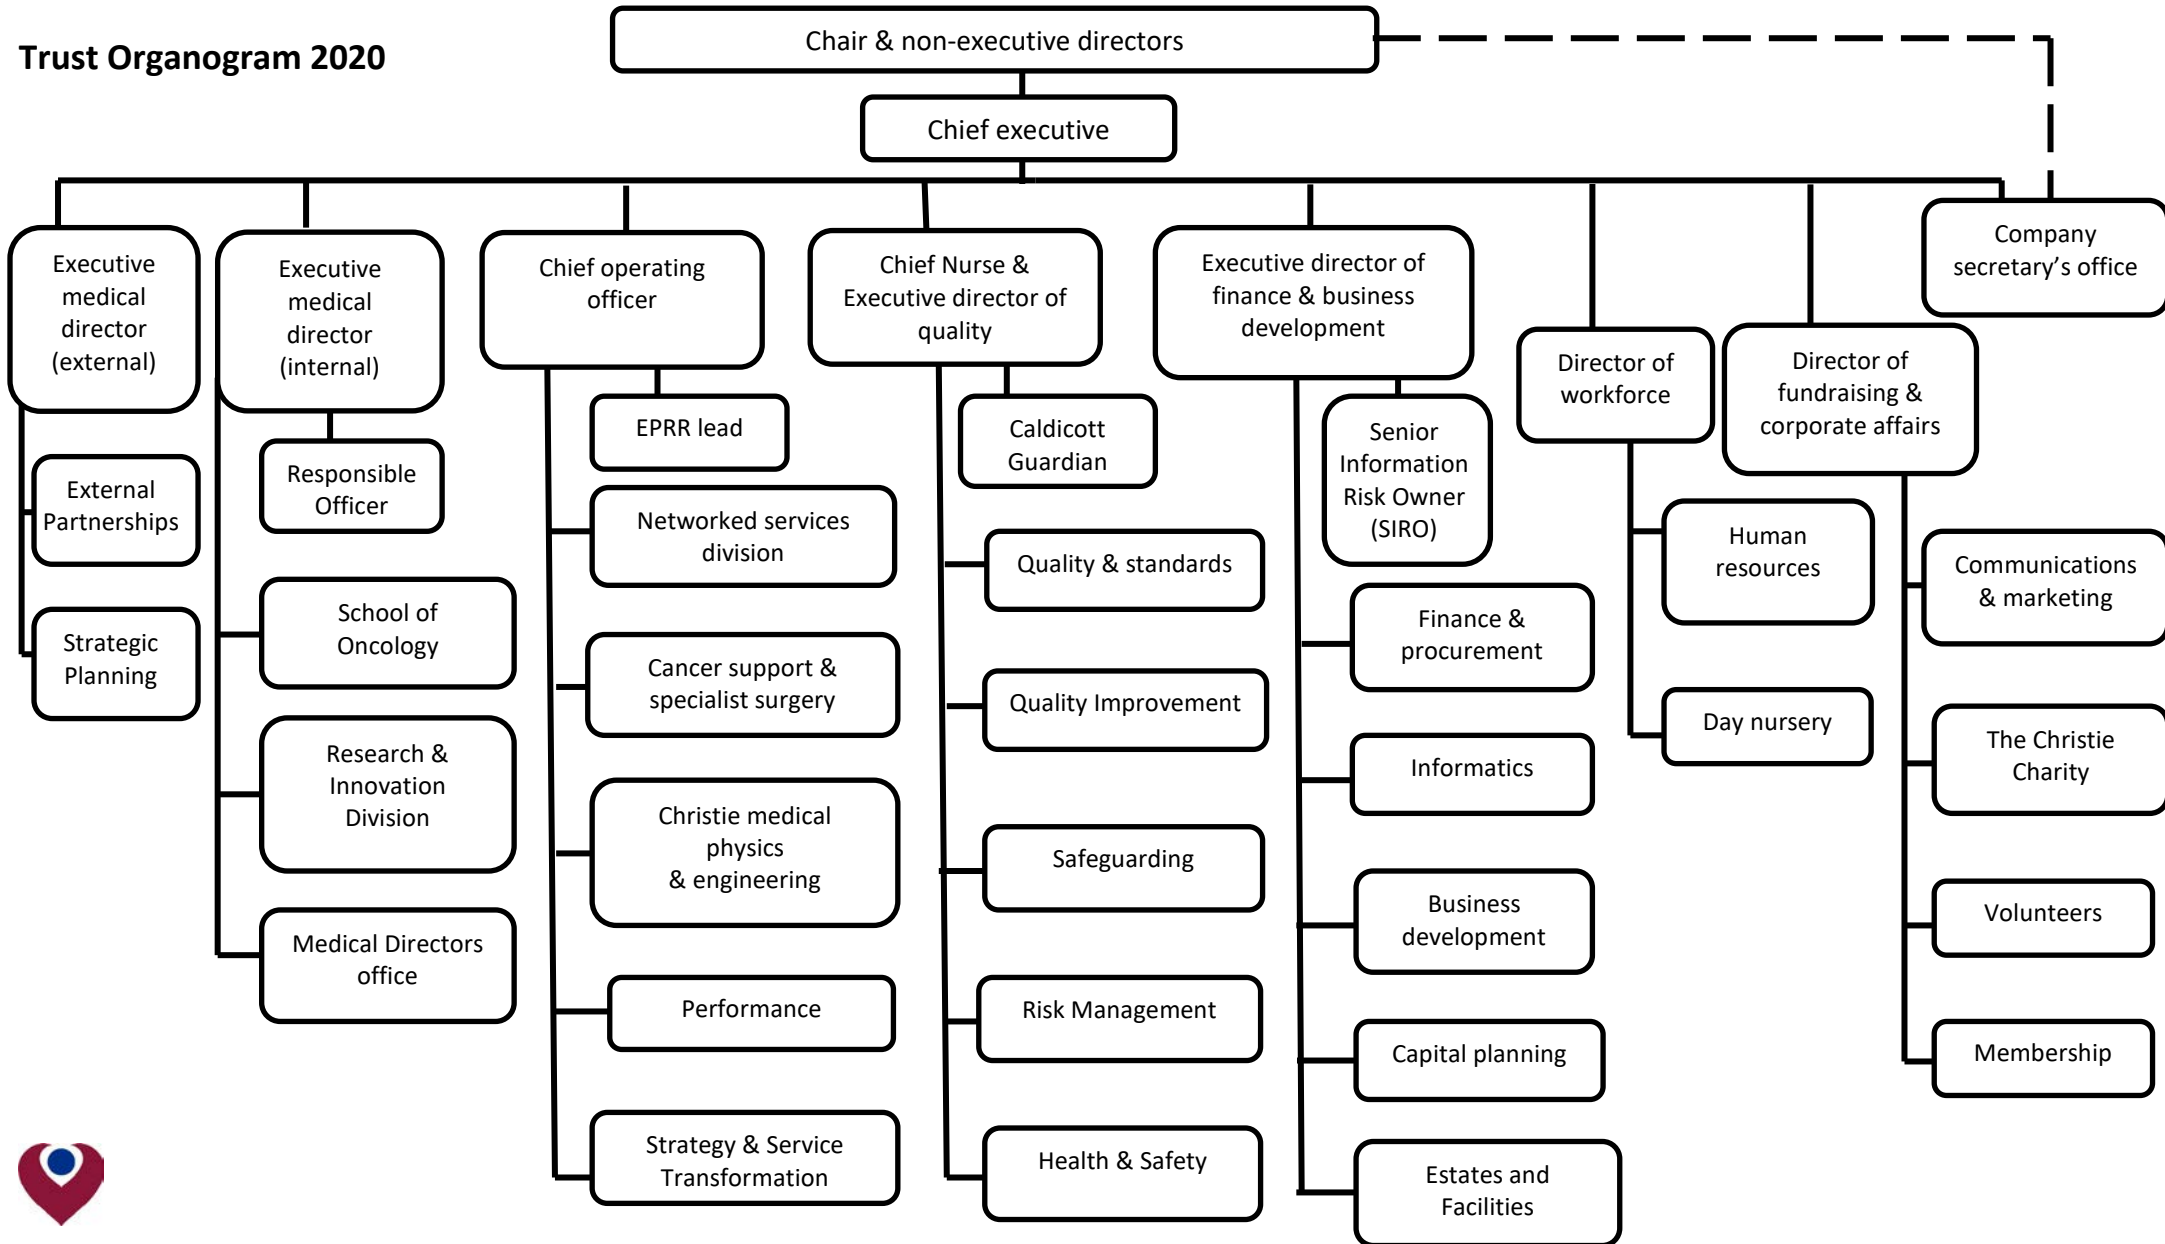 Trust Organogram 2020
Chair & non-executive directors
Chief executive
Executive
medical
director
(external)
External
Partnerships
Strategic
Planning
Executive
medical
director
(internal)
Responsible
Officer
School of
Oncology
Research &
Innovation
Division
Medical Directors
office
Chief operating
officer
EPRR lead
Networked services
division
Cancer support &
specialist surgery
Christie medical
physics
& engineering
Performance
Strategy & Service
Transformation
Chief Nurse &
Executive director of
quality
Caldicott
Guardian
Quality & standards
Quality Improvement
Safeguarding
Risk Management
Health & Safety
Executive director of
finance & business
development
Senior
Information
Risk Owner
(SIRO)
Finance &
procurement
Informatics
Business
development
Capital planning
Estates and
Facilities
Director of
workforce
Human
resources
Day nursery
Director of
fundraising &
corporate affairs
Communications
& marketing
The Christie
Charity
Volunteers
Membership
Company
secretary’s office